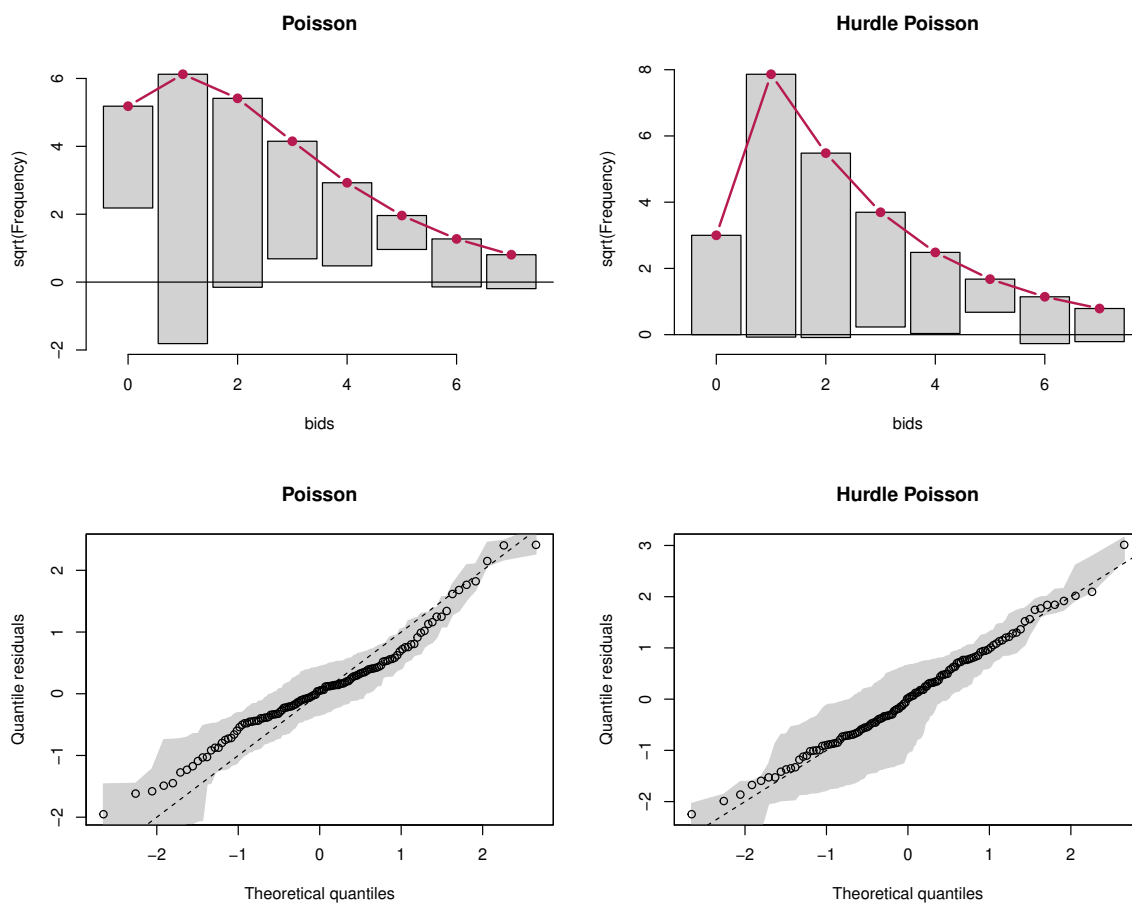 Poisson
sqrt(Frequency)
6
4
2
0
−2
0 2 4 6
bids
Hurdle Poisson
sqrt(Frequency)
8
6
4
2
0
0 2 4 6
bids
Poisson
Quantile residuals
2
1
0
−1
−2
−2 −1 0 1 2
Theoretical quantiles
Hurdle Poisson
Quantile residuals
3
2
1
0
−1
−2
−2 −1 0 1 2
Theoretical quantiles